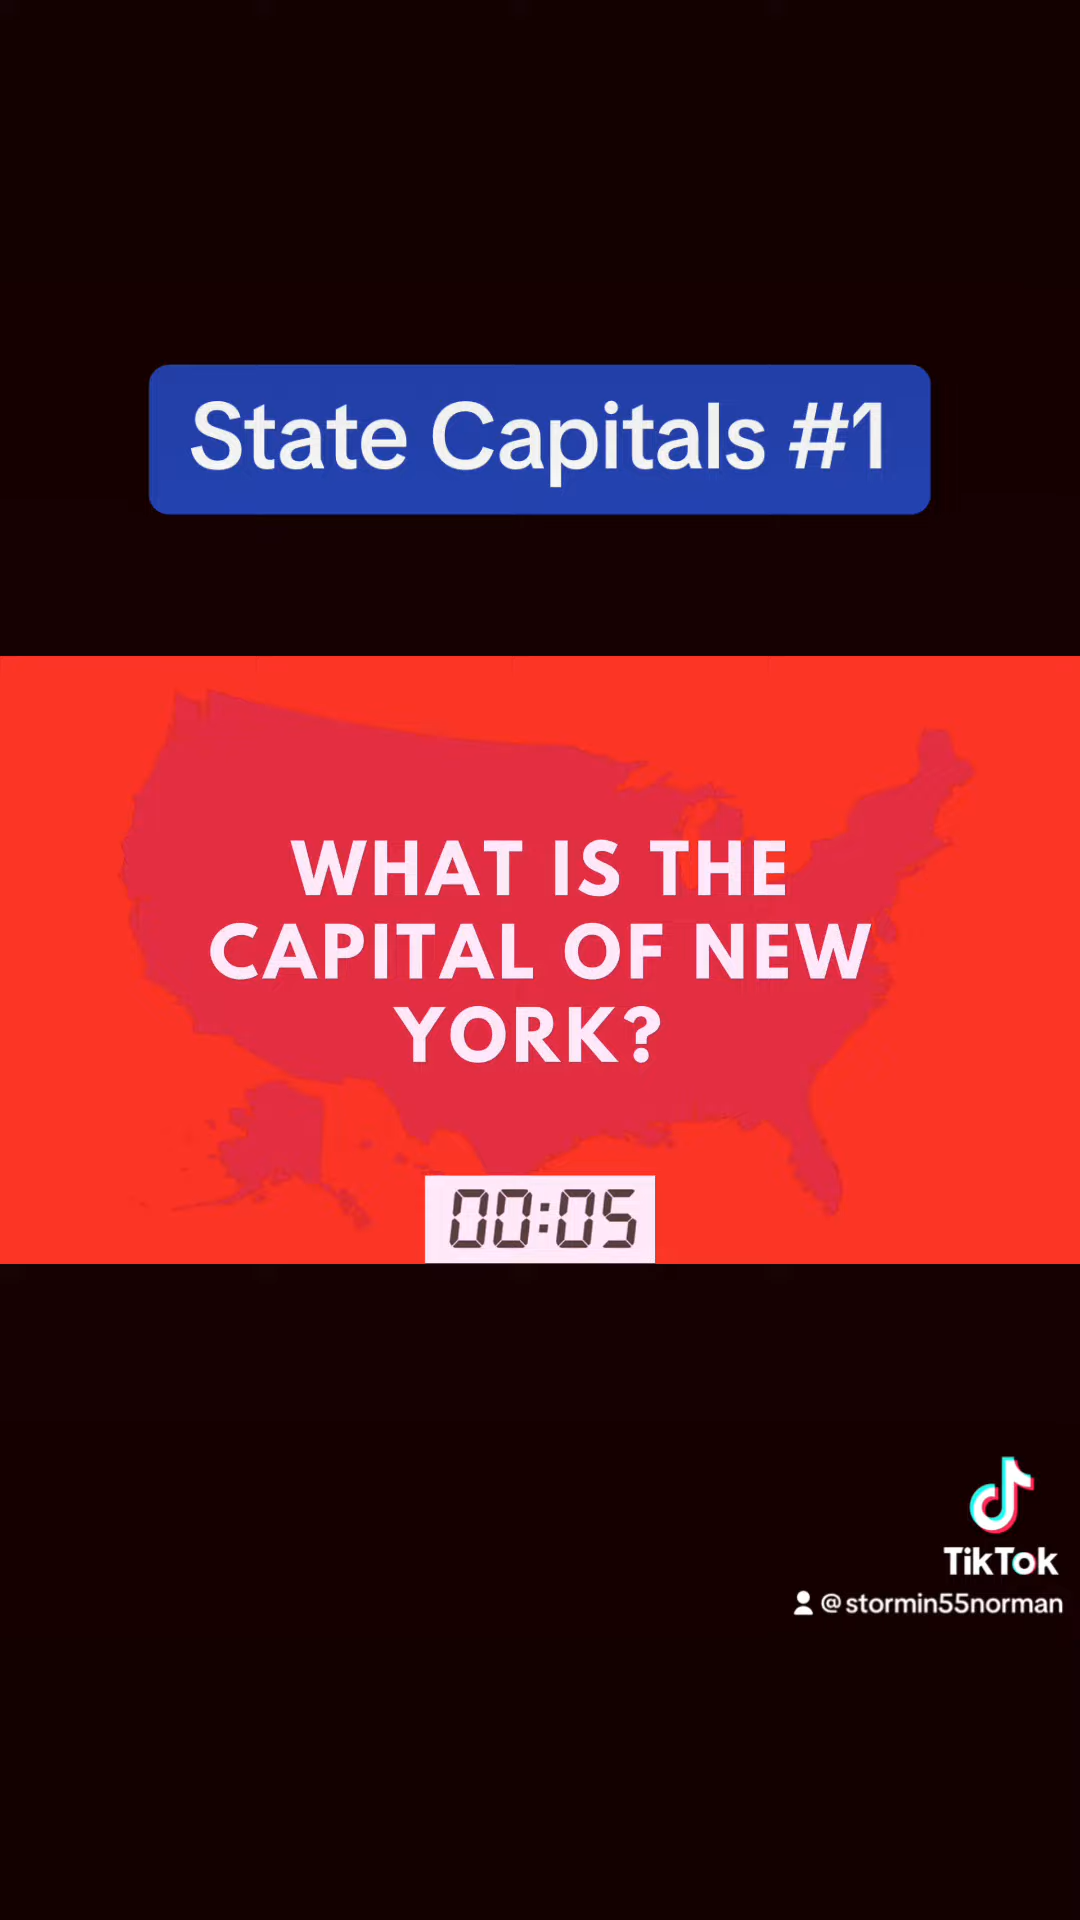 State Capitals #1
WHAT IS THE
CAPITAL OF NEW
YORK?
00:05
TikTok
@stormin55norman